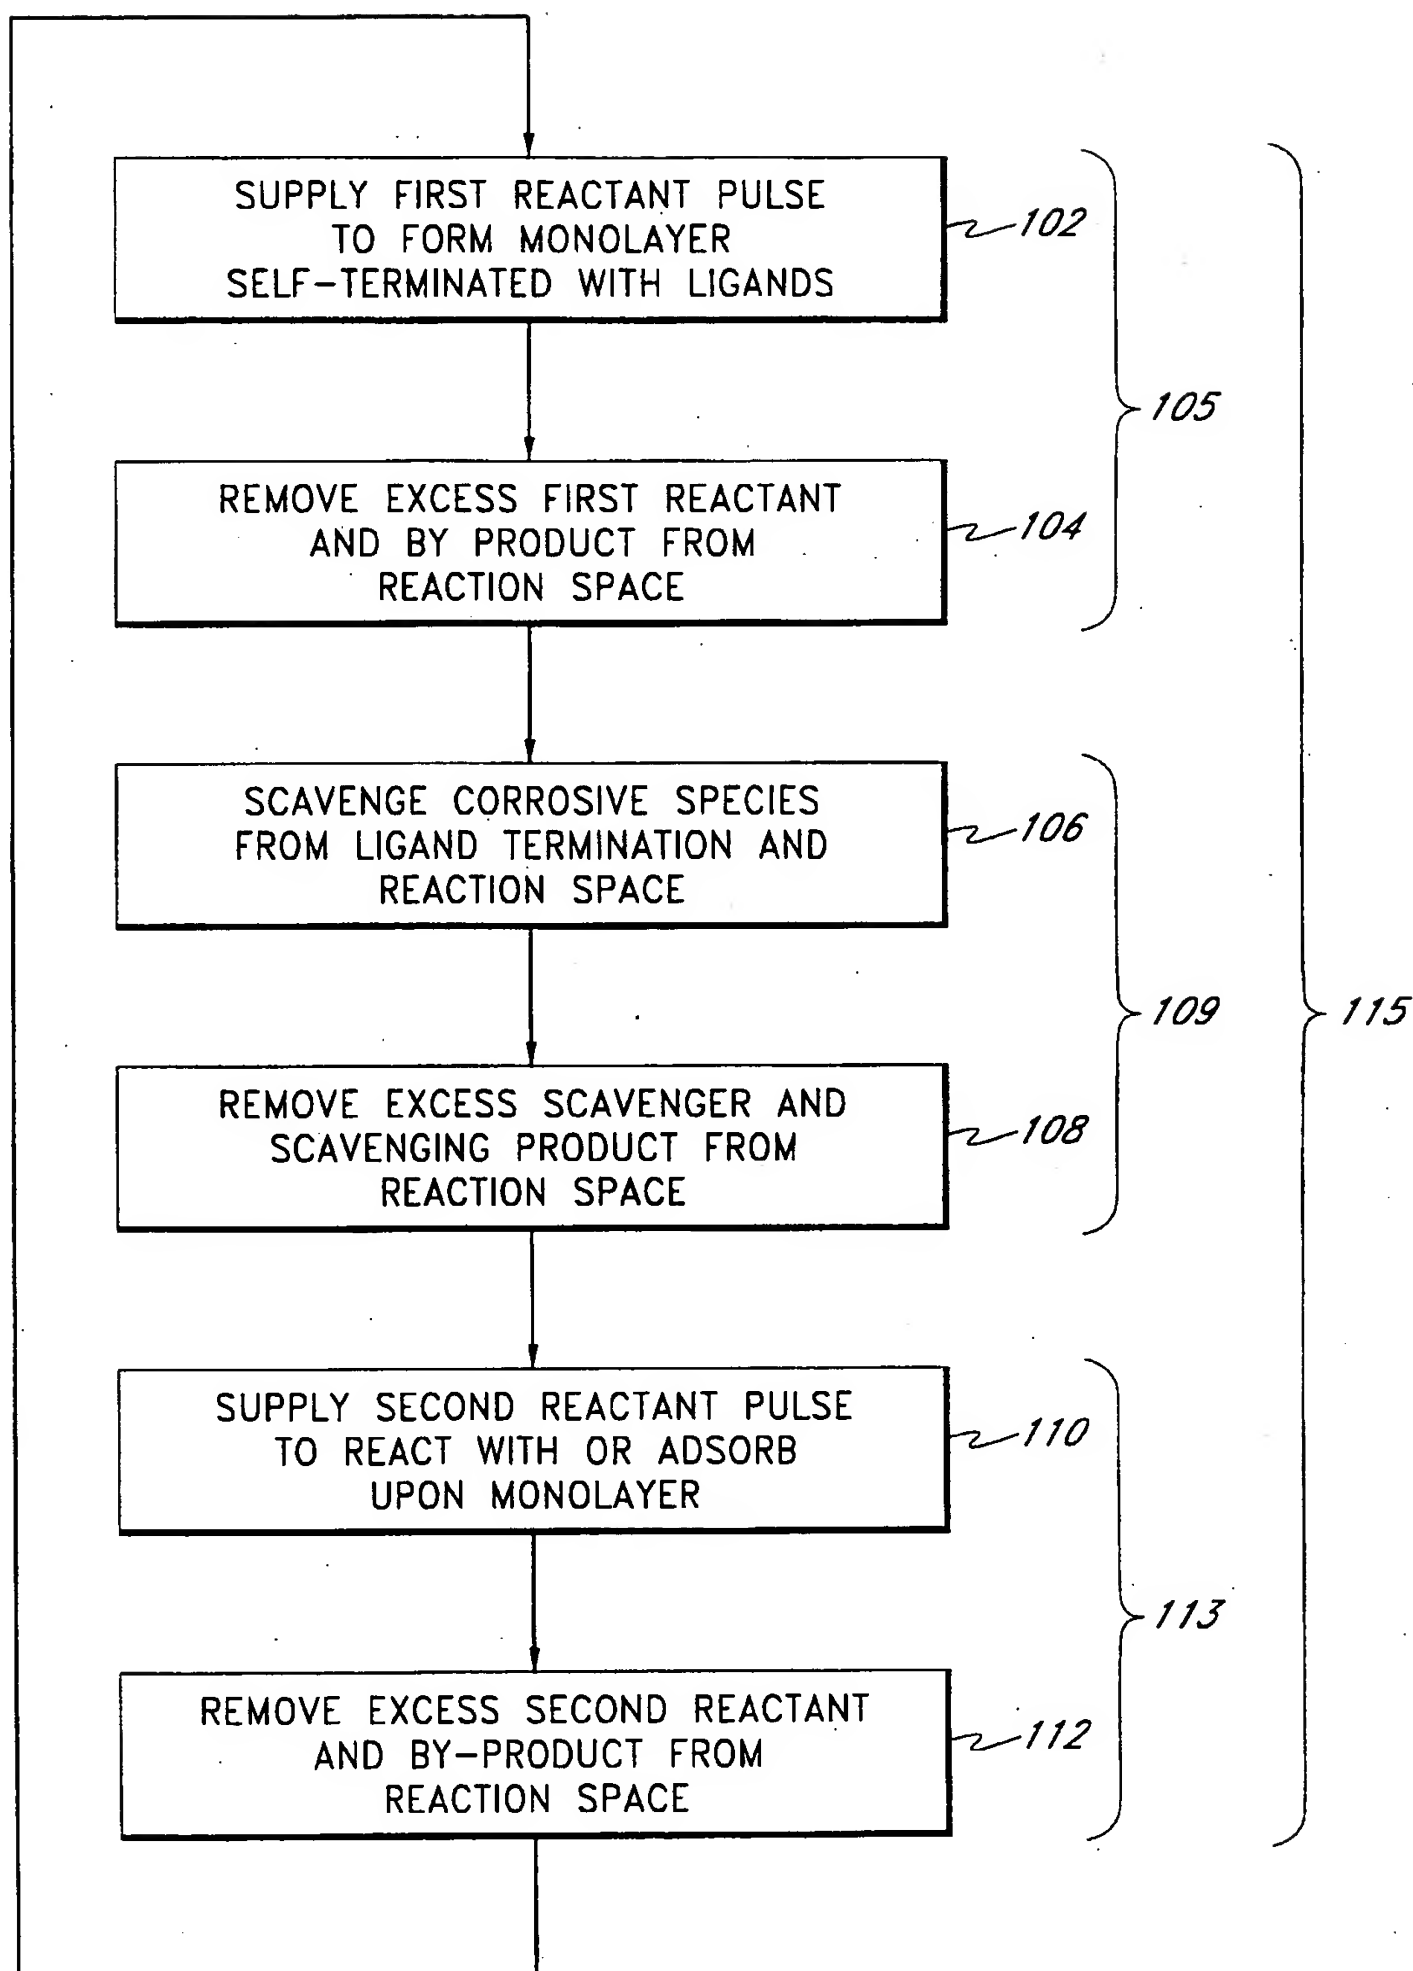 SUPPLY FIRST REACTANT PULSE
TO FORM MONOLAYER
SELF-TERMINATED WITH LIGANDS
102
105
REMOVE EXCESS FIRST REACTANT
AND BY PRODUCT FROM
REACTION SPACE
104
SCAVENGE CORROSIVE SPECIES
FROM LIGAND TERMINATION AND
REACTION SPACE
106
109
115
REMOVE EXCESS SCAVENGER AND
SCAVENGING PRODUCT FROM
REACTION SPACE
108
SUPPLY SECOND REACTANT PULSE
TO REACT WITH OR ADSORB
UPON MONOLAYER
110
113
REMOVE EXCESS SECOND REACTANT
AND BY-PRODUCT FROM
REACTION SPACE
112